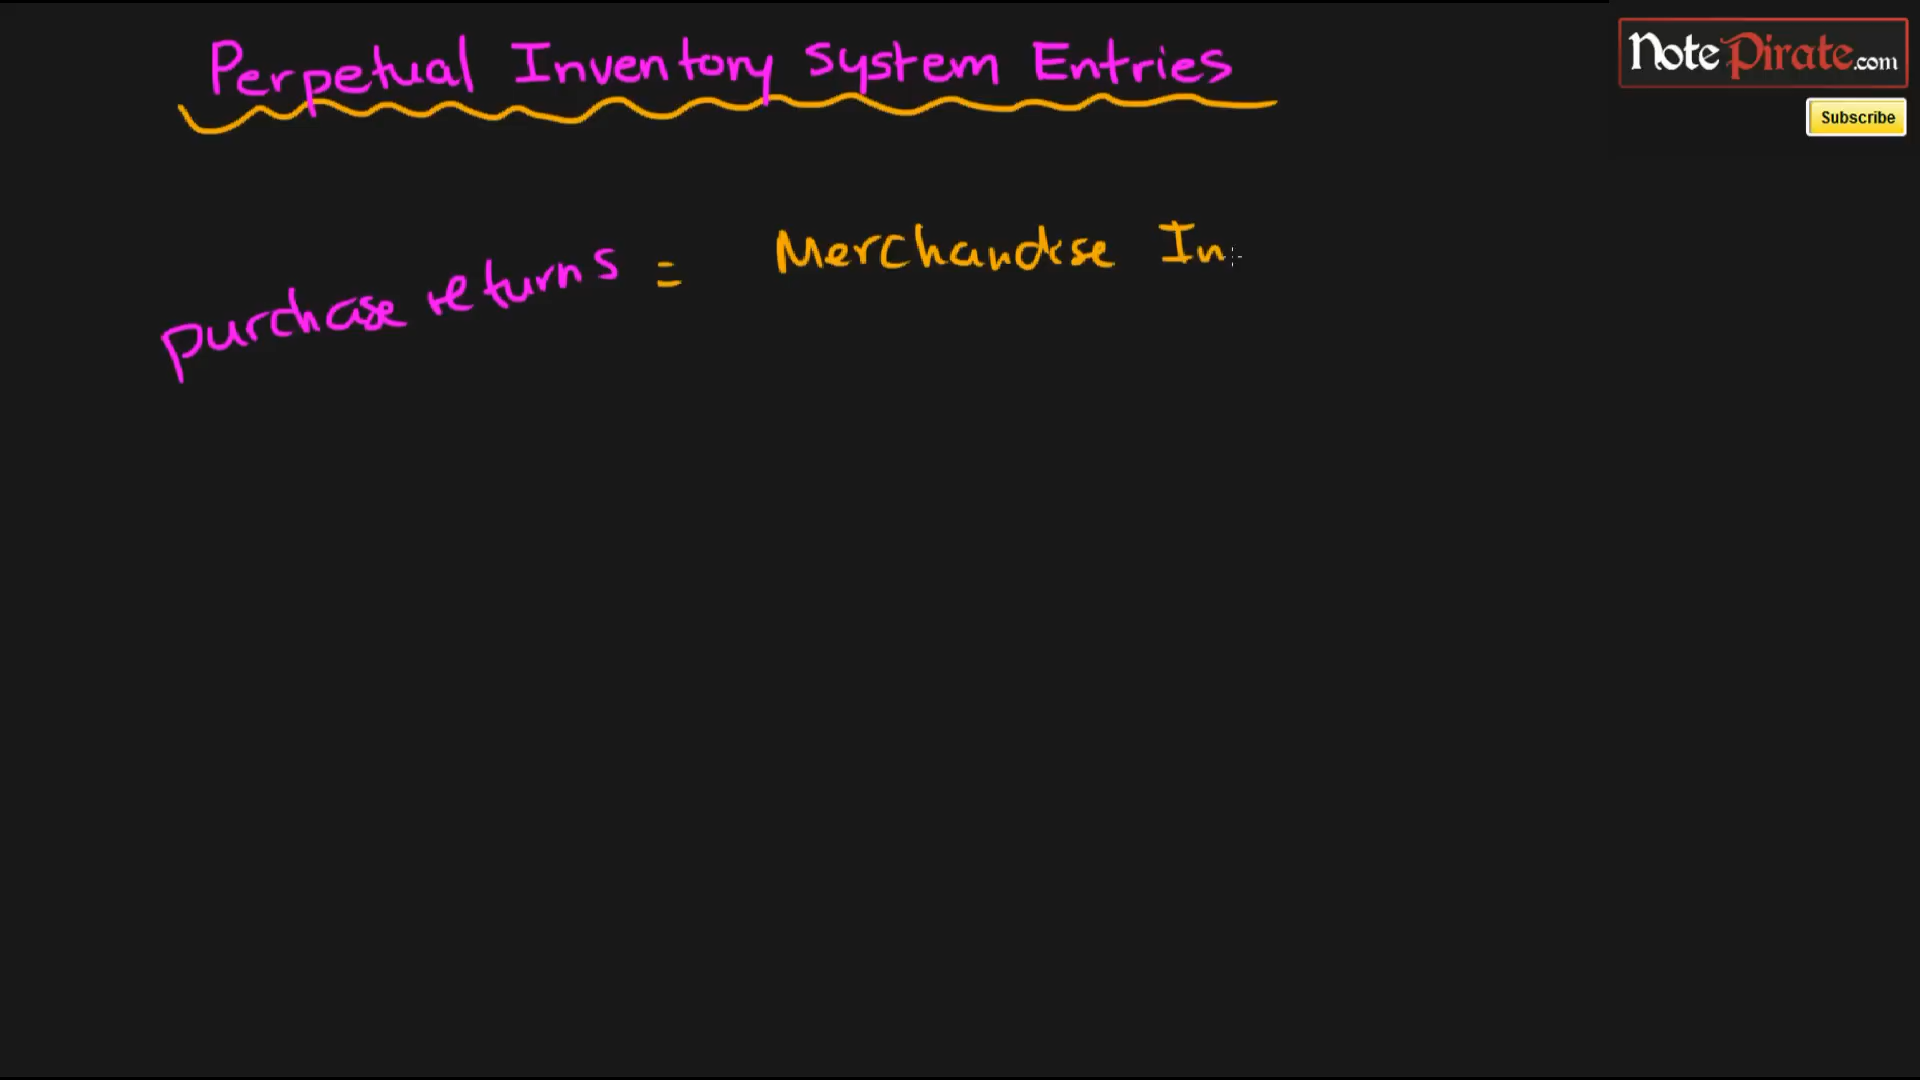 Perpetual Inventory System Entries
NotePirate.com
Subscribe
purchase returns = Merchandise In